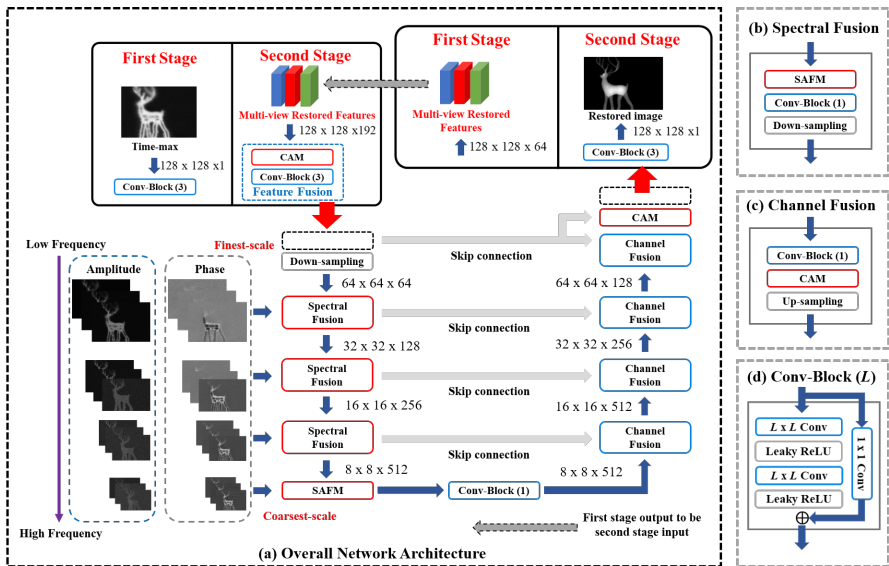 First Stage
Second Stage
Time-max
128 x 128 x1
Conv-Block (3)
Multi-view Restored Features
128 x 128 x192
CAM
Conv-Block (3)
Feature Fusion
First Stage
Second Stage
Multi-view Restored
Features
128 x 128 x 64
Restored image
128 x 128 x1
Conv-Block (3)
Low Frequency
High Frequency
Amplitude
Phase
Finest-scale
Down-sampling
64 x 64 x 64
Spectral
Fusion
32 x 32 x 128
Spectral
Fusion
16 x 16 x 256
Spectral
Fusion
8 x 8 x 512
SAFM
Coarsest-scale
Conv-Block (1)
8 x 8 x 512
Skip connection
Skip connection
Skip connection
Skip connection
CAM
Channel
Fusion
64 x 64 x 128
Channel
Fusion
32 x 32 x 256
Channel
Fusion
16 x 16 x 512
Channel
Fusion
First stage output to be
second stage input
(a) Overall Network Architecture
(b) Spectral Fusion
SAFM
Conv-Block (1)
Down-sampling
(c) Channel Fusion
Conv-Block (1)
CAM
Up-sampling
(d) Conv-Block (L)
L x L Conv
Leaky ReLU
L x L Conv
Leaky ReLU
1 x 1 Conv